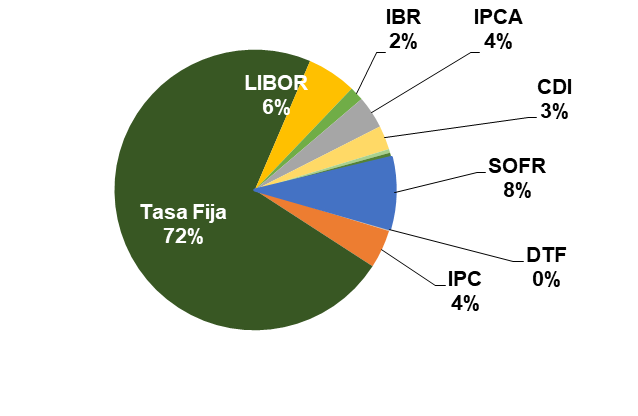 IBR
2%
IPCA
4%
LIBOR
6%
CDI
3%
SOFR
8%
Tasa Fija
72%
DTF
0%
IPC
4%